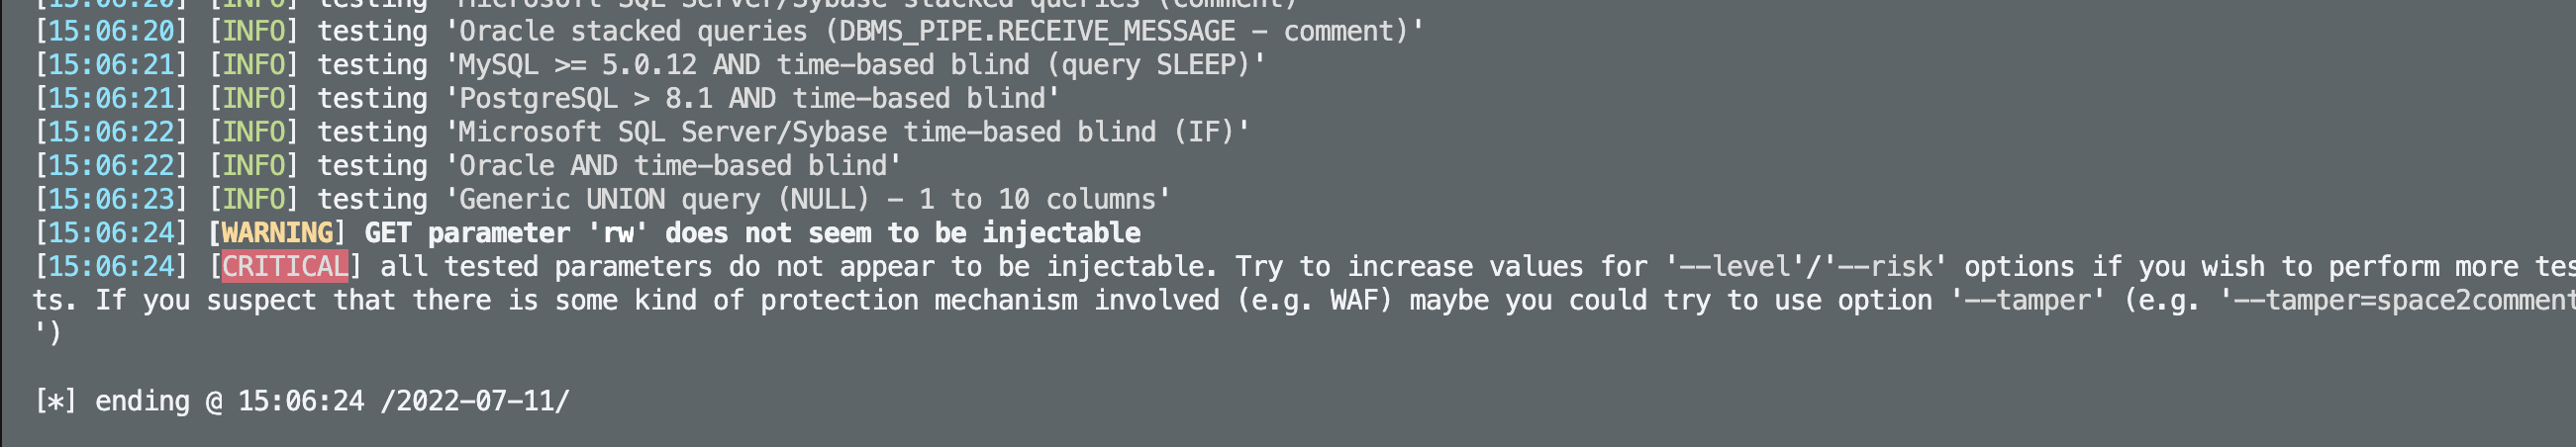 [15:06:20] [INFO] testing 'Microsoft SQL Server/Sybase stacked queries (comment)'
[15:06:20] [INFO] testing 'Oracle stacked queries (DBMS_PIPE.RECEIVE_MESSAGE - comment)'
[15:06:21] [INFO] testing 'MySQL >= 5.0.12 AND time-based blind (query SLEEP)'
[15:06:21] [INFO] testing 'PostgreSQL > 8.1 AND time-based blind'
[15:06:22] [INFO] testing 'Microsoft SQL Server/Sybase time-based blind (IF)'
[15:06:22] [INFO] testing 'Oracle AND time-based blind'
[15:06:23] [INFO] testing 'Generic UNION query (NULL) - 1 to 10 columns'
[15:06:24] [WARNING] GET parameter 'rw' does not seem to be injectable
[15:06:24] [CRITICAL] all tested parameters do not appear to be injectable. Try to increase values for '--level'/'--risk' options if you wish to perform more tes
ts. If you suspect that there is some kind of protection mechanism involved (e.g. WAF) maybe you could try to use option '--tamper' (e.g. '--tamper=space2comment
')
[*] ending @ 15:06:24 /2022-07-11/